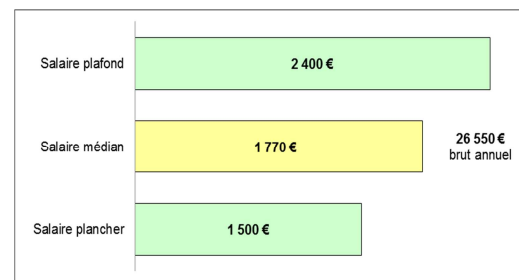 Salaire plafond
2 400 €
Salaire médian
1 770 €
26 550 €
brut annuel
Salaire plancher
1 500 €